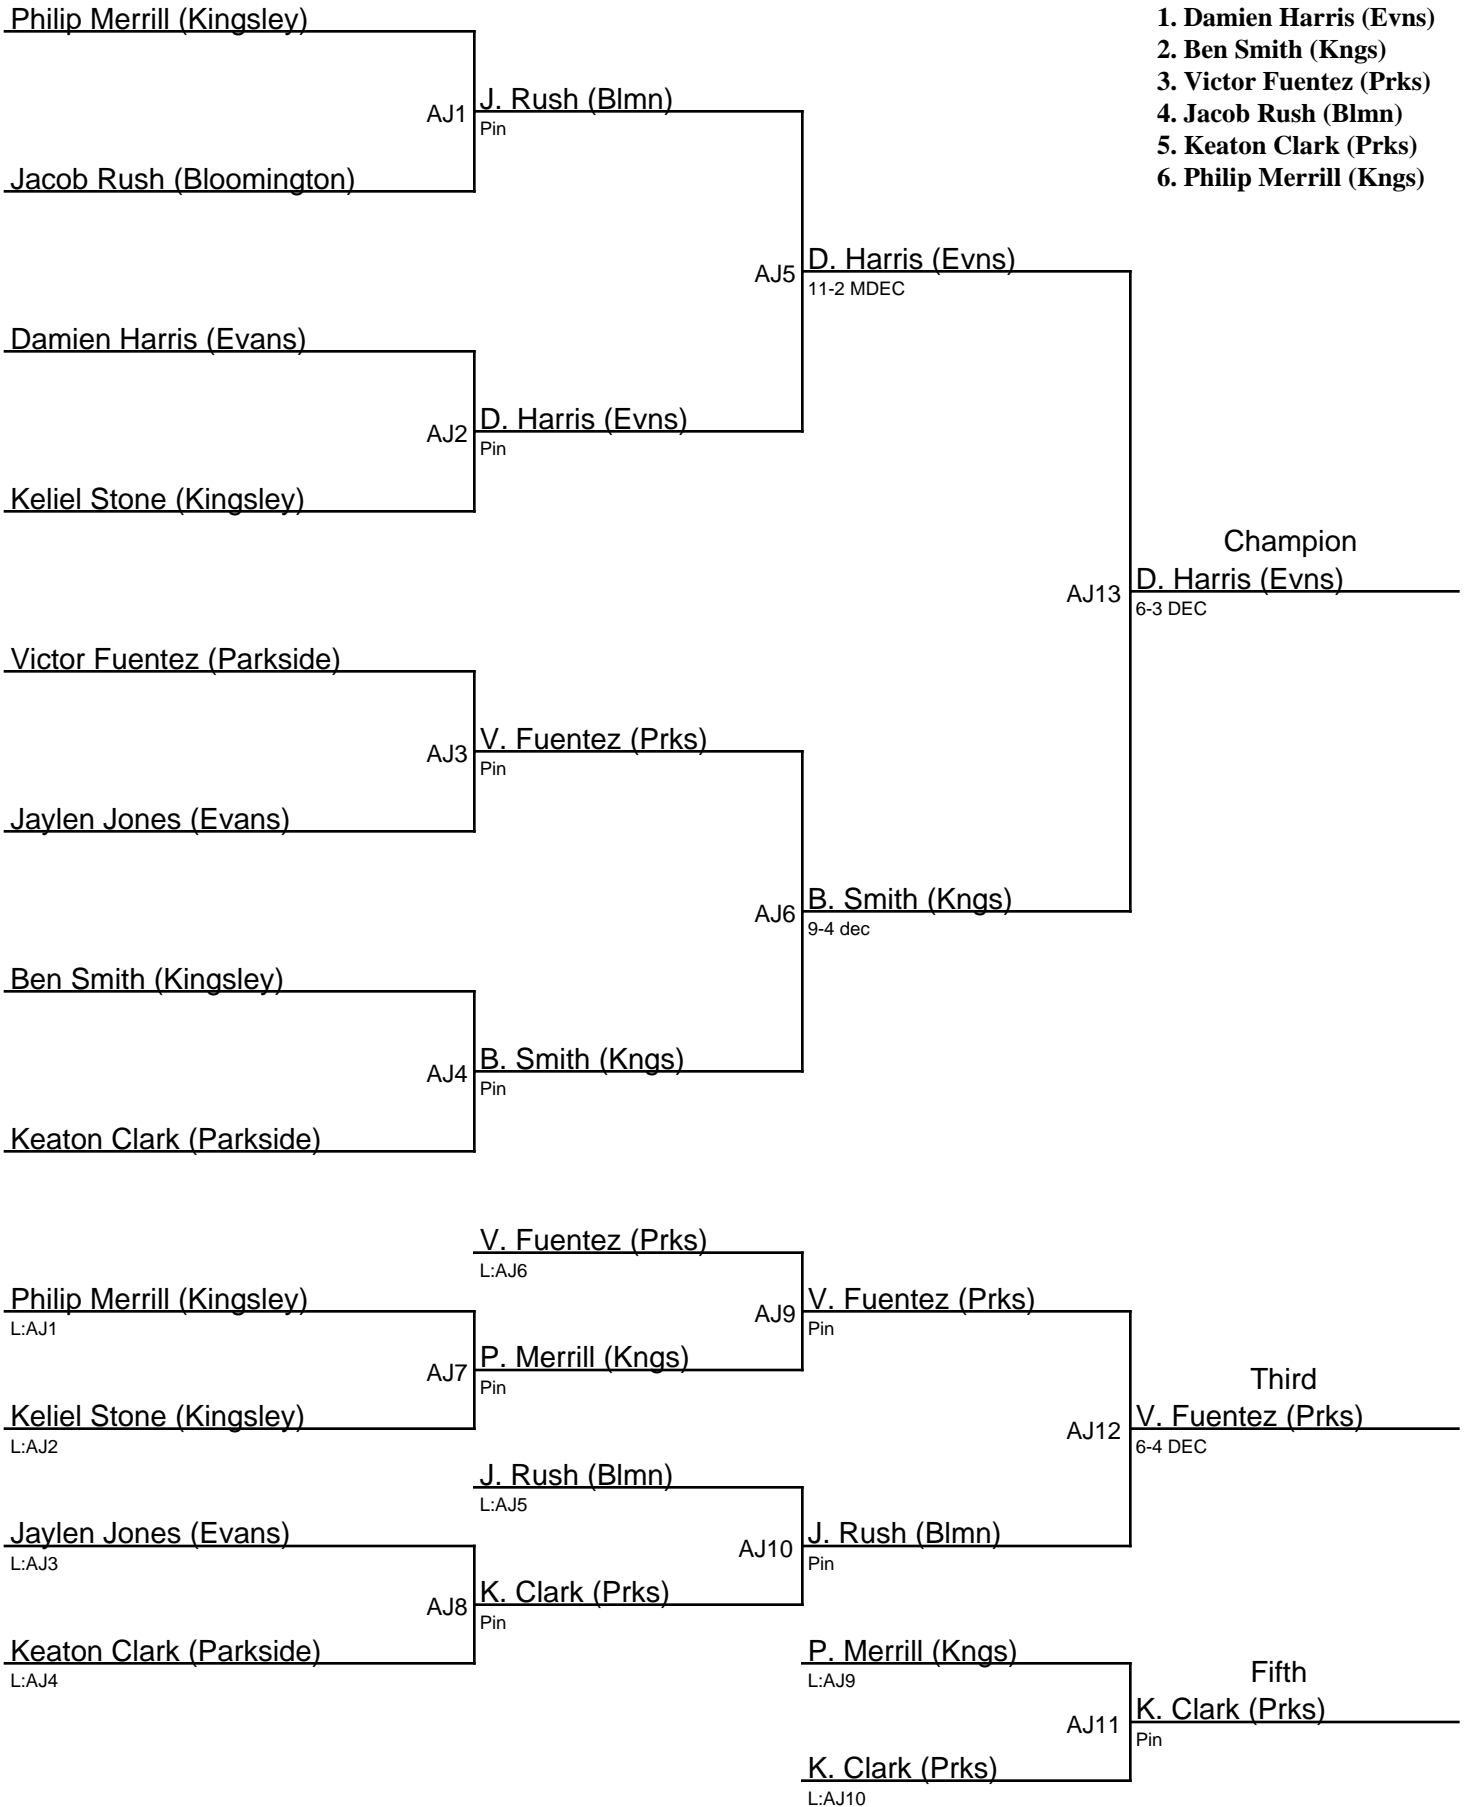 Philip Merrill (Kingsley)
1. Damien Harris (Evns)
2. Ben Smith (Kngs)
3. Victor Fuentez (Prks)
4. Jacob Rush (Blmn)
5. Keaton Clark (Prks)
6. Philip Merrill (Kngs)
AJ1
J. Rush (Blmn)
Pin
Jacob Rush (Bloomington)
AJ5
D. Harris (Evns)
11-2 MDEC
Damien Harris (Evans)
AJ2
D. Harris (Evns)
Pin
Keliel Stone (Kingsley)
Champion
AJ13
D. Harris (Evns)
6-3 DEC
Victor Fuentez (Parkside)
AJ3
V. Fuentez (Prks)
Pin
Jaylen Jones (Evans)
AJ6
B. Smith (Kngs)
9-4 dec
Ben Smith (Kingsley)
AJ4
B. Smith (Kngs)
Pin
Keaton Clark (Parkside)
V. Fuentez (Prks)
L:AJ6
Philip Merrill (Kingsley)
L:AJ1
AJ9
V. Fuentez (Prks)
Pin
AJ7
P. Merrill (Kngs)
Pin
Third
Keliel Stone (Kingsley)
L:AJ2
AJ12
V. Fuentez (Prks)
6-4 DEC
J. Rush (Blmn)
L:AJ5
Jaylen Jones (Evans)
L:AJ3
AJ10
J. Rush (Blmn)
Pin
AJ8
K. Clark (Prks)
Pin
Keaton Clark (Parkside)
L:AJ4
P. Merrill (Kngs)
L:AJ9
Fifth
AJ11
K. Clark (Prks)
Pin
K. Clark (Prks)
L:AJ10